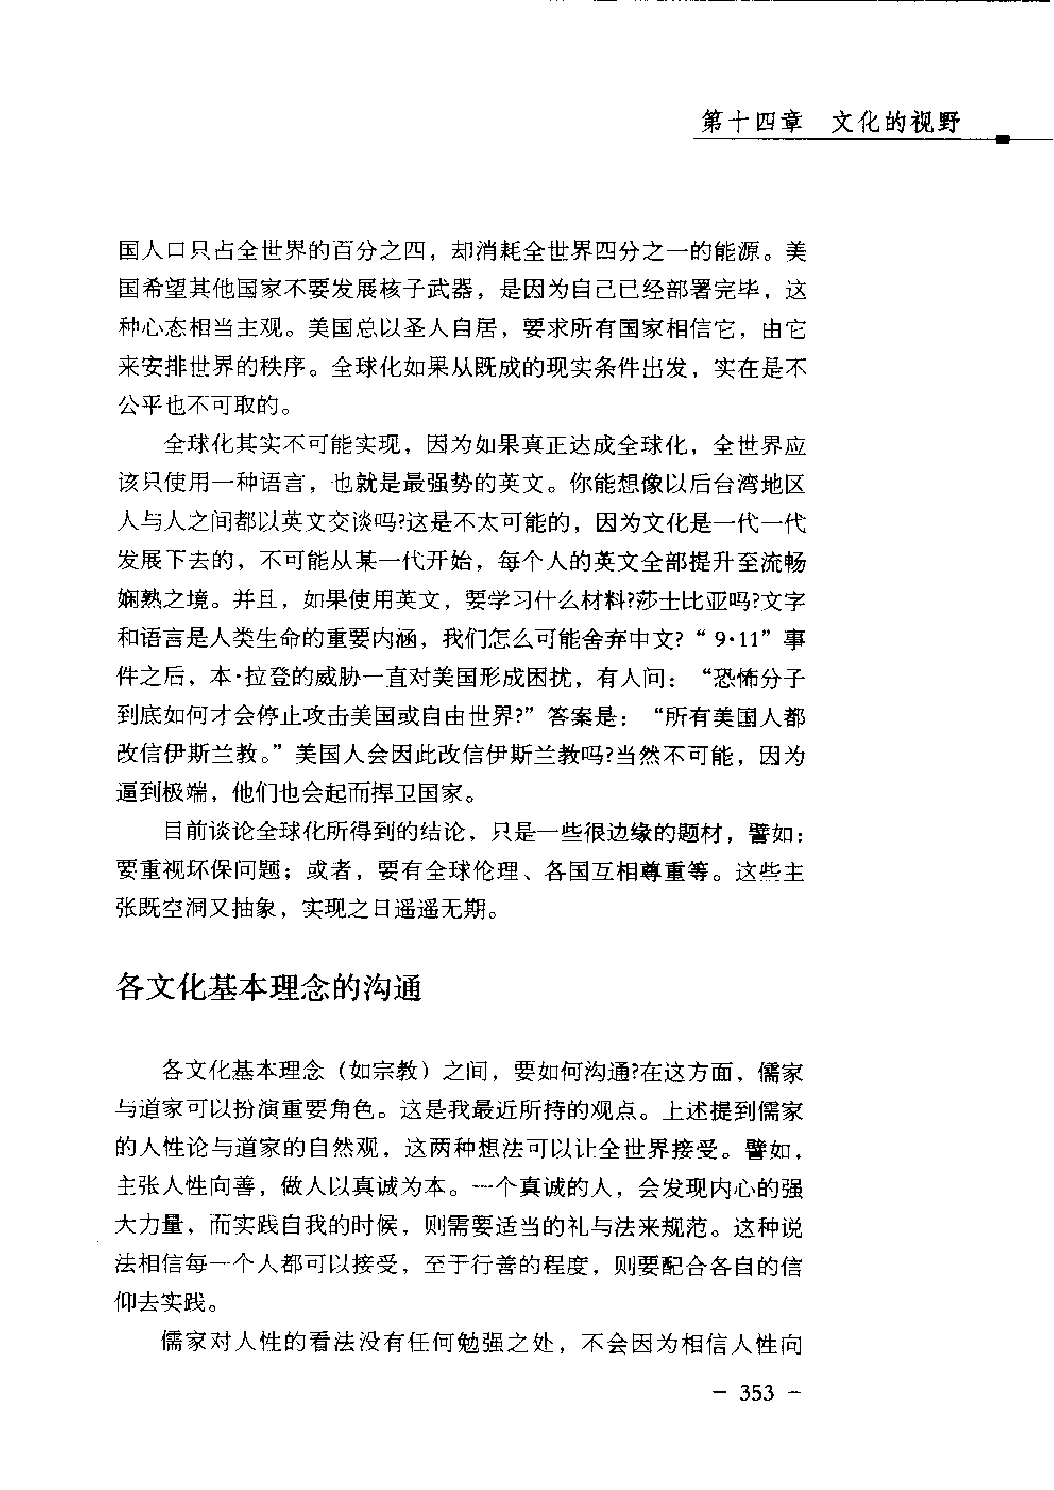 第十四章　文化的视野
国人口只占全世界的百分之四，却消耗全世界四分之一的能源。美
国希望其他国家不要发展核子武器，是因为自己已经部署完毕，这
种心态相当主观。美国总以圣人自居，要求所有国家相信它，由它
来安排世界的秩序。全球化如果从既成的现实条件出发，实在是不
公平也不可取的。
全球化其实不可能实现，因为如果真正达成全球化，全世界应
该只使用一种语言，也就是最强势的英文。你能想像以后台湾地区
人与人之间都以英文交谈吗?这是不太可能的，因为文化是一代一代
发展下去的，不可能从某一代开始，每个人的英文全部提升至流畅
娴熟之境。并且，如果使用英文，要学习什么材料?莎士比亚吗?文字
和语言是人类生命的重要内涵，我们怎么可能舍弃中文?“9·11”事
件之后，本·拉登的威胁一直对美国形成困扰，有人问：“恐怖分子
到底如何才会停止攻击美国或自由世界?”答案是：“所有美国人都
改信伊斯兰教。”美国人会因此改信伊斯兰教吗?当然不可能，因为
逼到极端，他们也会起而捍卫国家。
目前谈论全球化所得到的结论，只是一些很边缘的题材，譬如：
要重视环保问题；或者，要有全球伦理、各国互相尊重等。这些主
张既空洞又抽象，实现之日遥遥无期。
各文化基本理念的沟通
各文化基本理念（如宗教）之间，要如何沟通?在这方面，儒家
与道家可以扮演重要角色。这是我最近所持的观点。上述提到儒家
的人性论与道家的自然观，这两种想法可以让全世界接受。譬如，
主张人性向善，做人以真诚为本。一个真诚的人，会发现内心的强
大力量，而实践自我的时候，则需要适当的礼与法来规范。这种说
法相信每一个人都可以接受，至于行善的程度，则要配合各自的信
仰去实践。
儒家对人性的看法没有任何勉强之处，不会因为相信人性向
－ 353 －